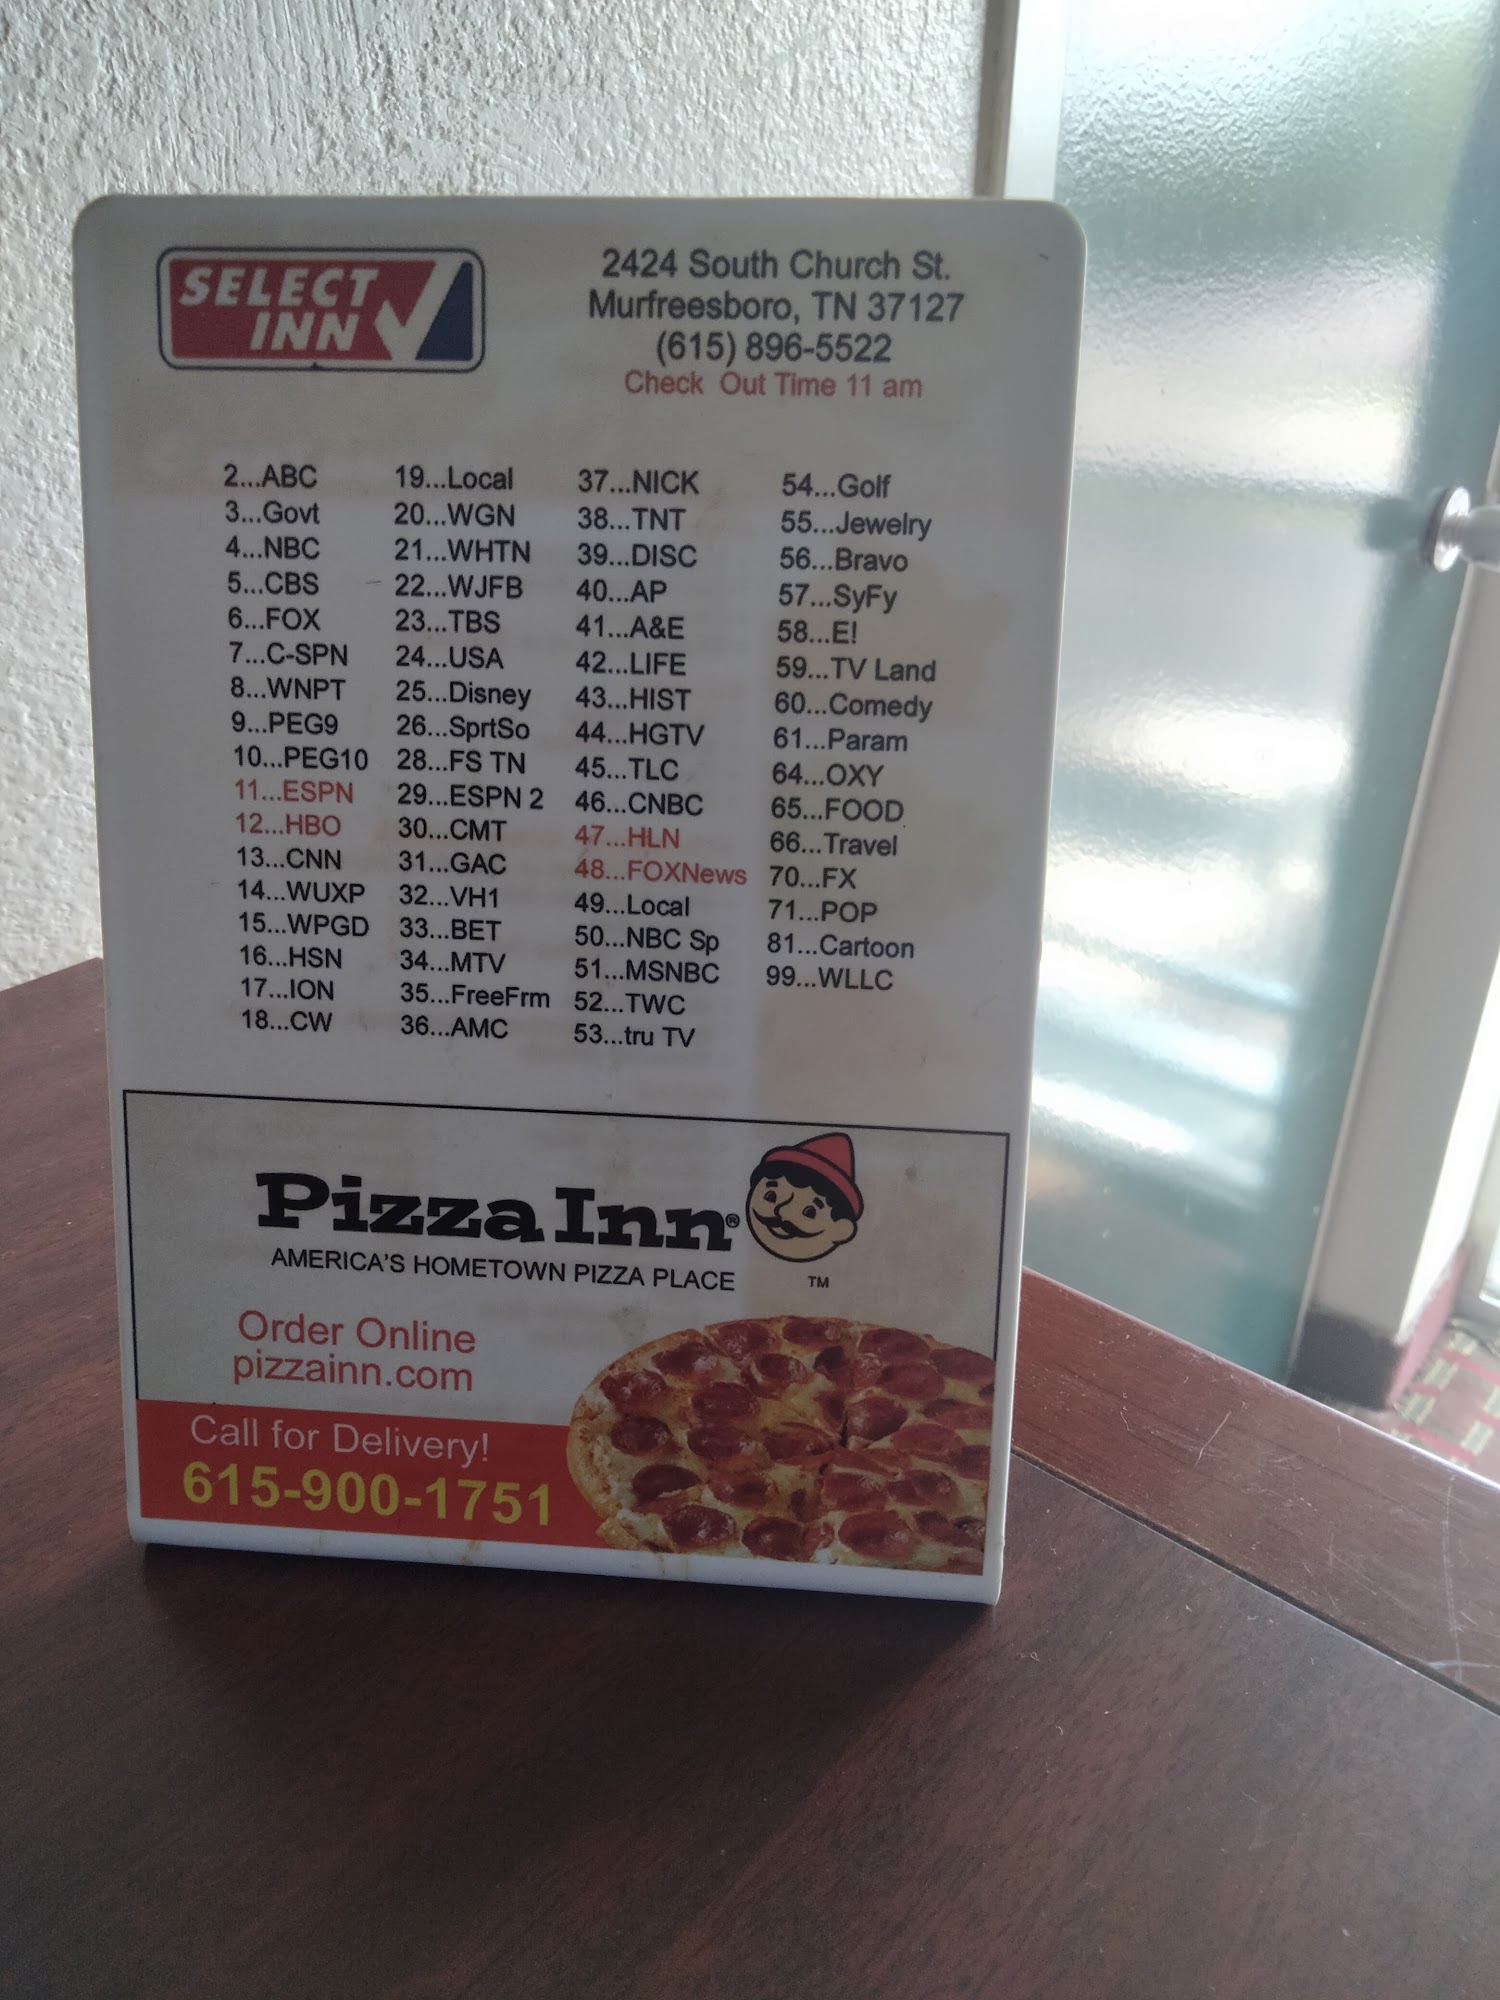 SELECT
INN
2424 South Church St.
Murfreesboro, TN 37127
(615) 896-5522
Check Out Time 11 am
2...ABC
3...Govt
4...NBC
5...CBS
6...FOX
7...C-SPN
8...WNPT
9...PEG9
10...PEG10
11...ESPN
12...HBO
13...CNN
14...WUXP
15...WPGD
16...HSN
17...ION
18...CW
19...Local
20...WGN
21...WHTN
22...WJFB
23...TBS
24...USA
25...Disney
26...SprtSo
28...FS TN
29...ESPN 2
30...CMT
31...GAC
32...VH1
33...BET
34...MTV
35...FreeFrm
36...AMC
37...NICK
38...TNT
39...DISC
40...AP
41...A&E
42...LIFE
43...HIST
44...HGTV
45...TLC
46...CNBC
47...HLN
48...FOXNews
49...Local
50...NBC Sp
51...MSNBC
52...TWC
53...tru TV
54...Golf
55...Jewelry
56...Bravo
57...SyFy
58...E!
59...TV Land
60...Comedy
61...Param
64...OXY
65...FOOD
66...Travel
70...FX
71...POP
81...Cartoon
99...WLLC
Pizza Inn®
AMERICA'S HOMETOWN PIZZA PLACE
TM
Order Online
pizzainn.com
Call for Delivery!
615-900-1751